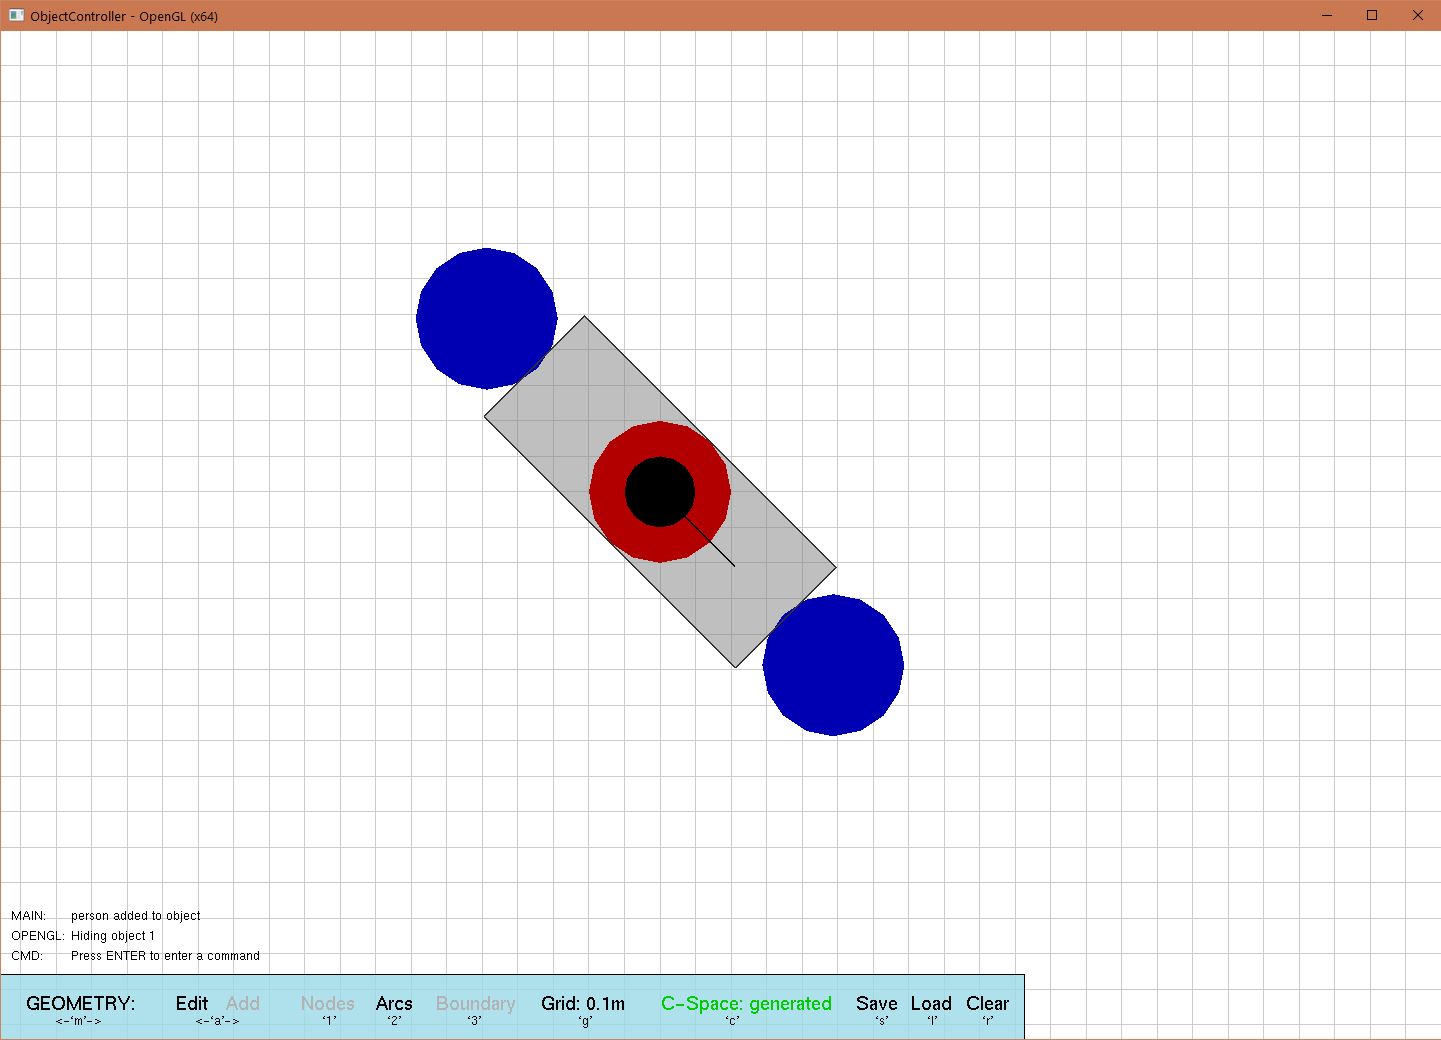 ObjectController - OpenGL (x64)
MAIN: person added to object
OPENGL: Hiding object 1
CMD: Press ENTER to enter a command
GEOMETRY: Edit Add Nodes Arcs Boundary Grid: 0.1m C-Space: generated Save Load Clear
<-'m'-> <-'a'-> '1' '2' '3' 'g' 'c' 's' 'l' 'r'